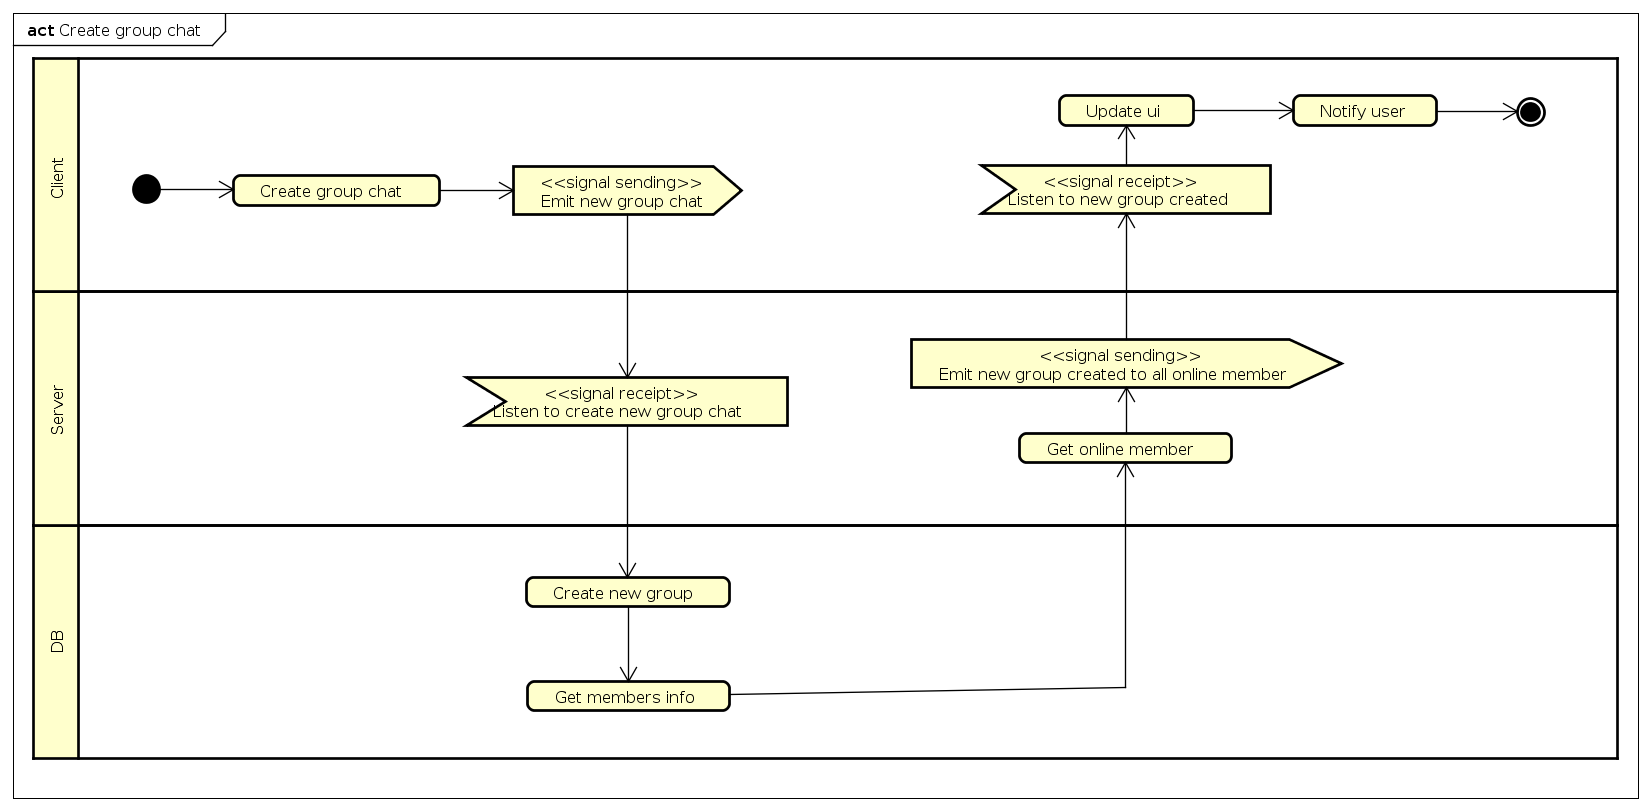 act Create group chat
Client
Update ui
Notify user
Create group chat
<<signal sending>>
Emit new group chat
<<signal receipt>>
Listen to new group created
Server
<<signal sending>>
Emit new group created to all online member
<<signal receipt>>
Listen to create new group chat
Get online member
DB
Create new group
Get members info